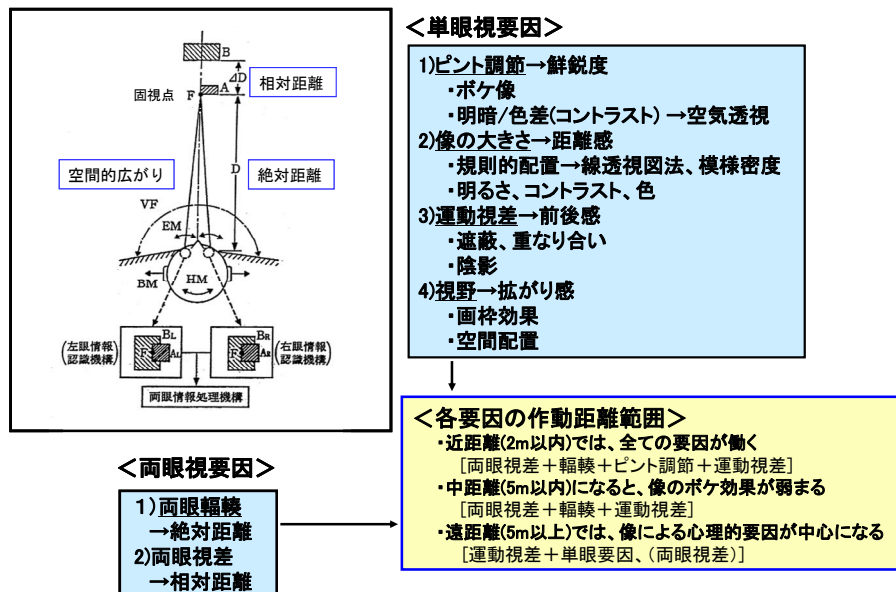 B
ΔD
相対距離
A
固視点
F
D
空間的広がり
絶対距離
VF
EM
BM
HM
BL
BR
(左眼情報
認識機構)
F
AL
F
AR
(右眼情報
認識機構)
両眼情報処理機構
＜単眼視要因＞
1)ピント調節→鮮鋭度
・ボケ像
・明暗/色差(コントラスト) →空気透視
2)像の大きさ→距離感
・規則的配置→線透視図法、模様密度
・明るさ、コントラスト、色
3)運動視差→前後感
・遮蔽、重なり合い
・陰影
4)視野→拡がり感
・画枠効果
・空間配置
＜両眼視要因＞
1)両眼輻輳
→絶対距離
2)両眼視差
→相対距離
＜各要因の作動距離範囲＞
・近距離(2m以内)では、全ての要因が働く
[両眼視差＋輻輳＋ピント調節＋運動視差]
・中距離(5m以内)になると、像のボケ効果が弱まる
[両眼視差＋輻輳＋運動視差]
・遠距離(5m以上)では、像による心理的要因が中心になる
[運動視差＋単眼要因、(両眼視差)]